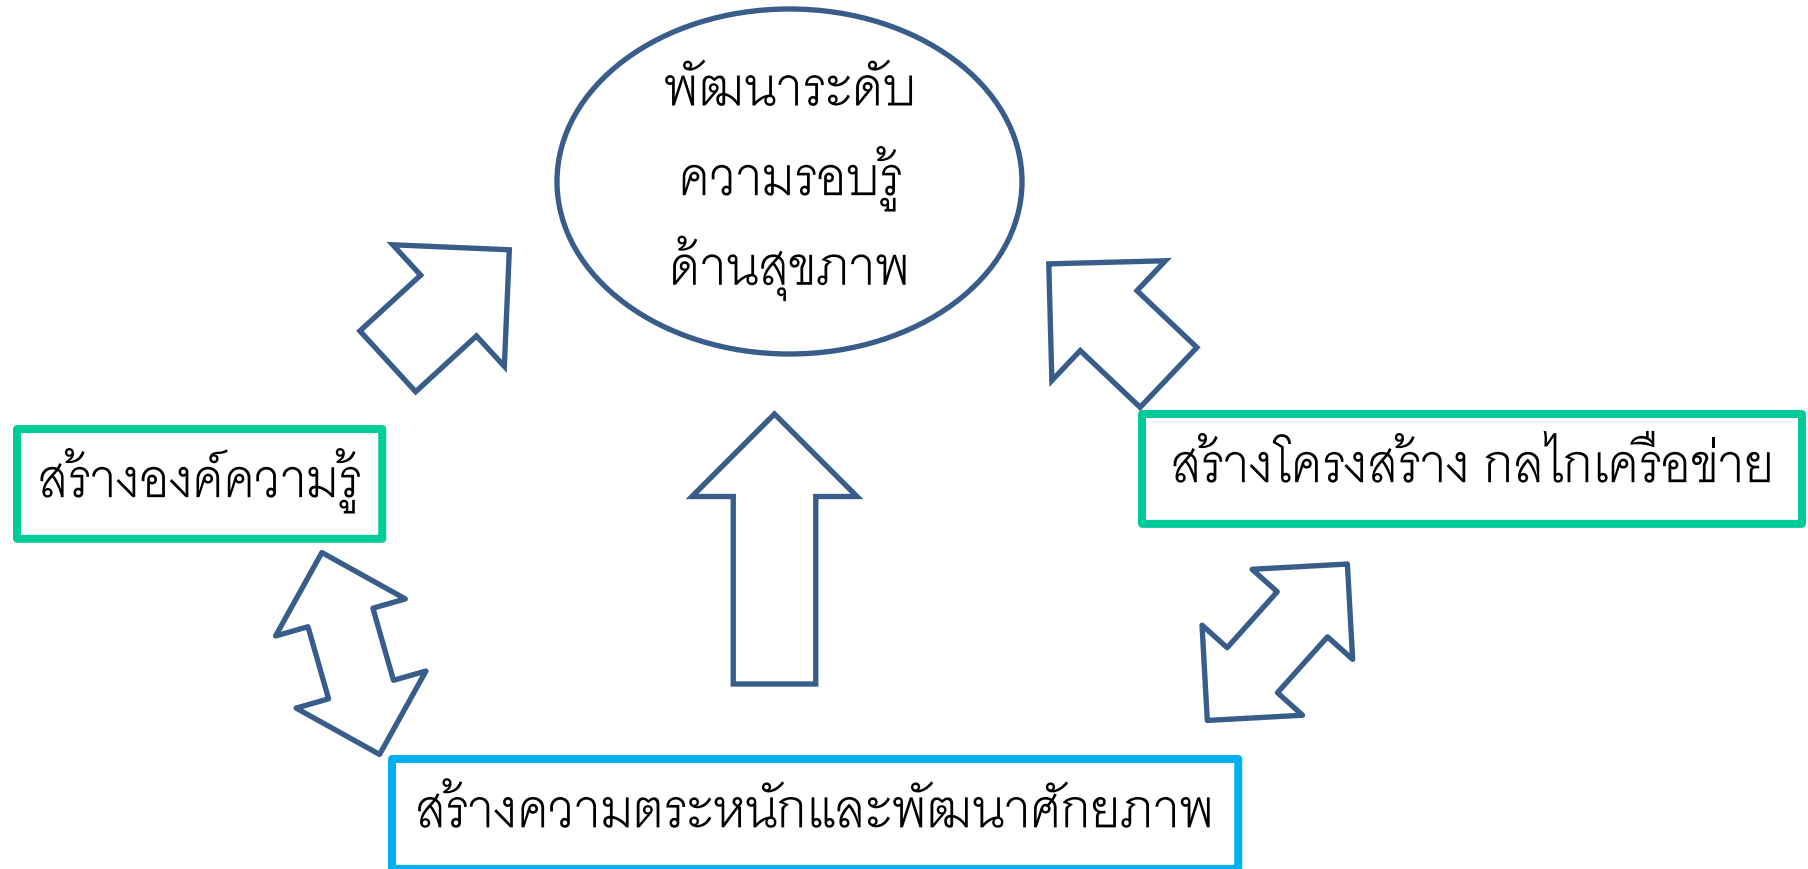 พัฒนาระดับ
ความรอบรู้
ด้านสุขภาพ
สร้างองค์ความรู้
สร้างโครงสร้าง กลไกเครือข่าย
สร้างความตระหนักและพัฒนาศักยภาพ